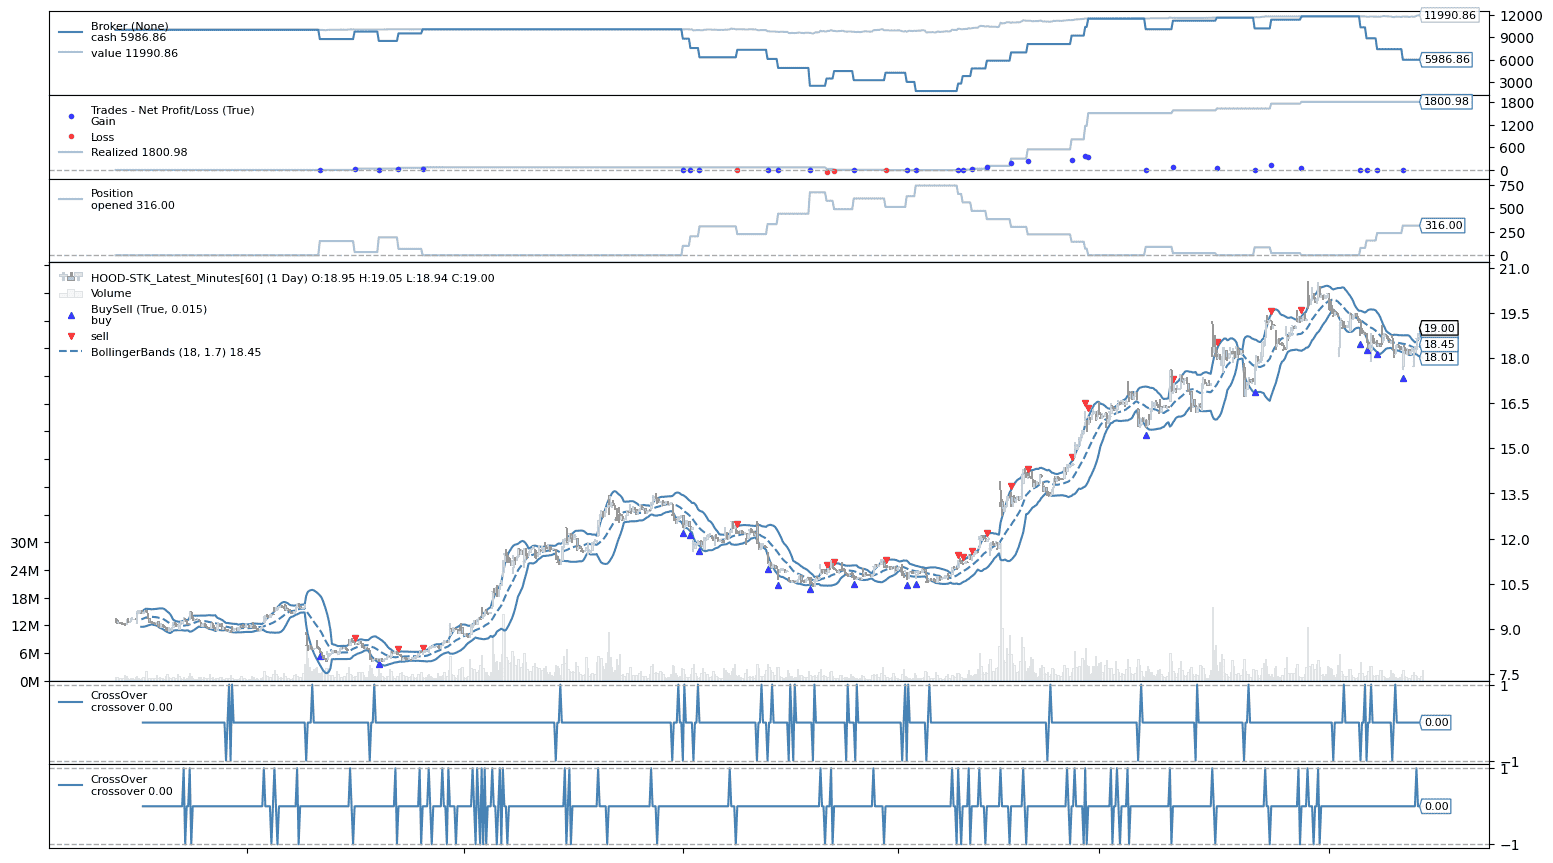 Broker (None)
cash 5986.86
value 11990.86
11990.86
5986.86
12000
9000
6000
3000
Trades - Net Profit/Loss (True)
Gain
Loss
Realized 1800.98
1800.98
1800
1200
600
0
Position
opened 316.00
316.00
750
500
250
0
HOOD-STK_Latest_Minutes[60] (1 Day) O:18.95 H:19.05 L:18.94 C:19.00
Volume
BuySell (True, 0.015)
buy
sell
BollingerBands (18, 1.7) 18.45
19.00
18.45
18.01
21.0
19.5
18.0
16.5
15.0
13.5
12.0
10.5
9.0
7.5
30M
24M
18M
12M
6M
0M
CrossOver
crossover 0.00
0.00
1
−1
CrossOver
crossover 0.00
0.00
1
−1